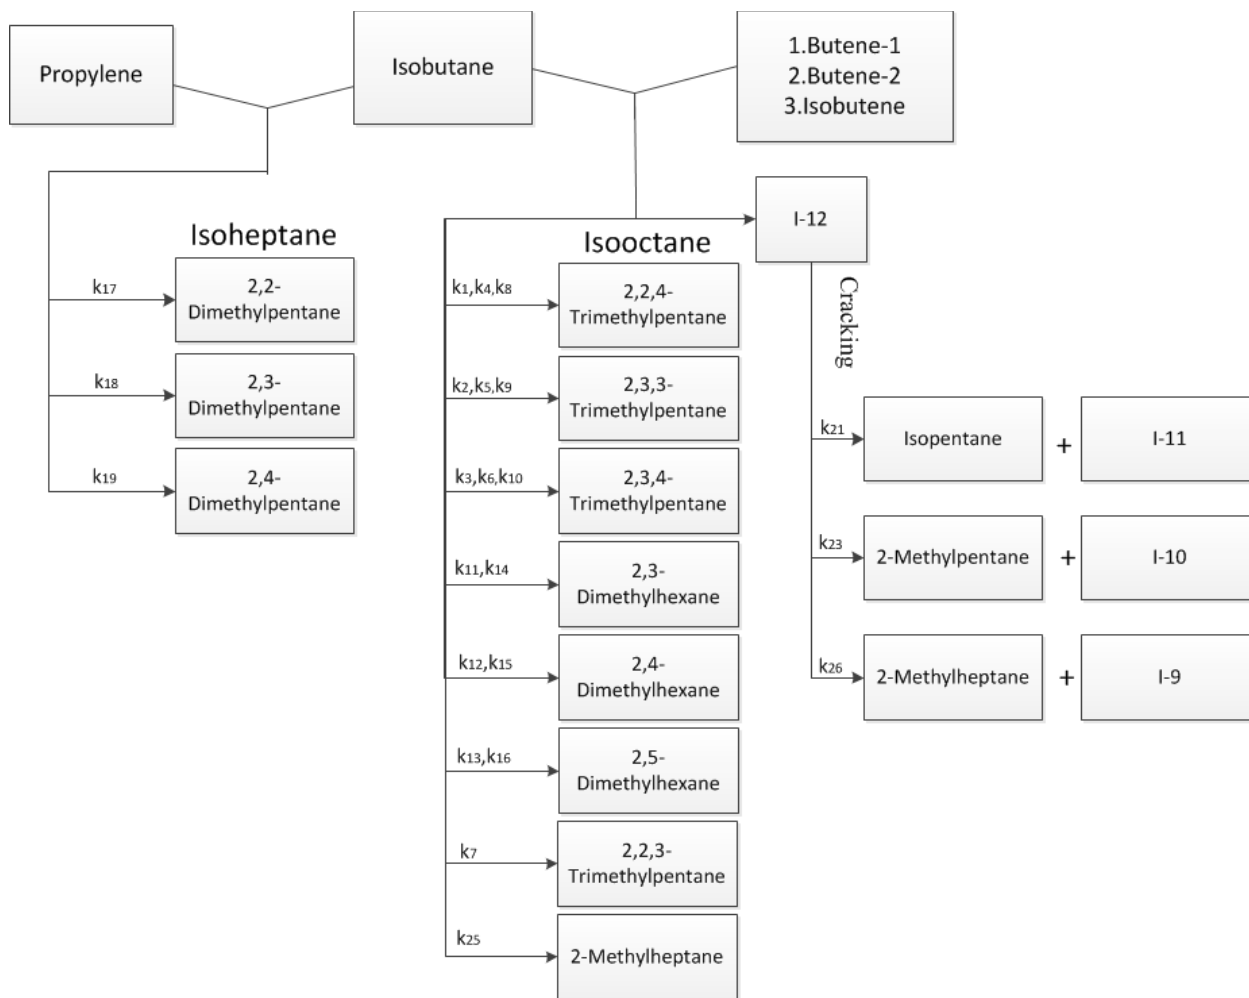 Propylene
Isobutane
1.Butene-1
2.Butene-2
3.Isobutene
I-12
Cracking
Isoheptane
k17
2,2-
Dimethylpentane
k18
2,3-
Dimethylpentane
k19
2,4-
Dimethylpentane
Isooctane
k1,k4,k8
2,2,4-
Trimethylpentane
k2,k5,k9
2,3,3-
Trimethylpentane
k3,k6,k10
2,3,4-
Trimethylpentane
k11,k14
2,3-
Dimethylhexane
k12,k15
2,4-
Dimethylhexane
k13,k16
2,5-
Dimethylhexane
k7
2,2,3-
Trimethylpentane
k25
2-Methylheptane
k21
Isopentane + I-11
k23
2-Methylpentane + I-10
k26
2-Methylheptane + I-9